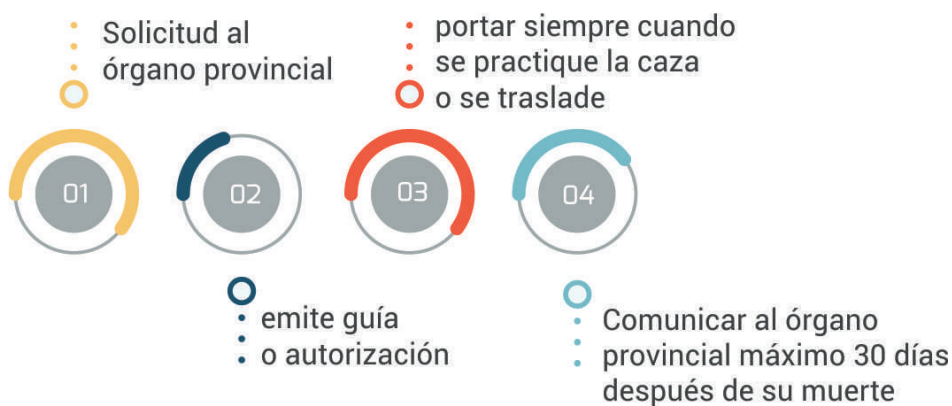 01
Solicitud al
órgano provincial
02
emite guía
o autorización
03
portar siempre cuando
se practique la caza
o se traslade
04
Comunicar al órgano
provincial máximo 30 días
después de su muerte